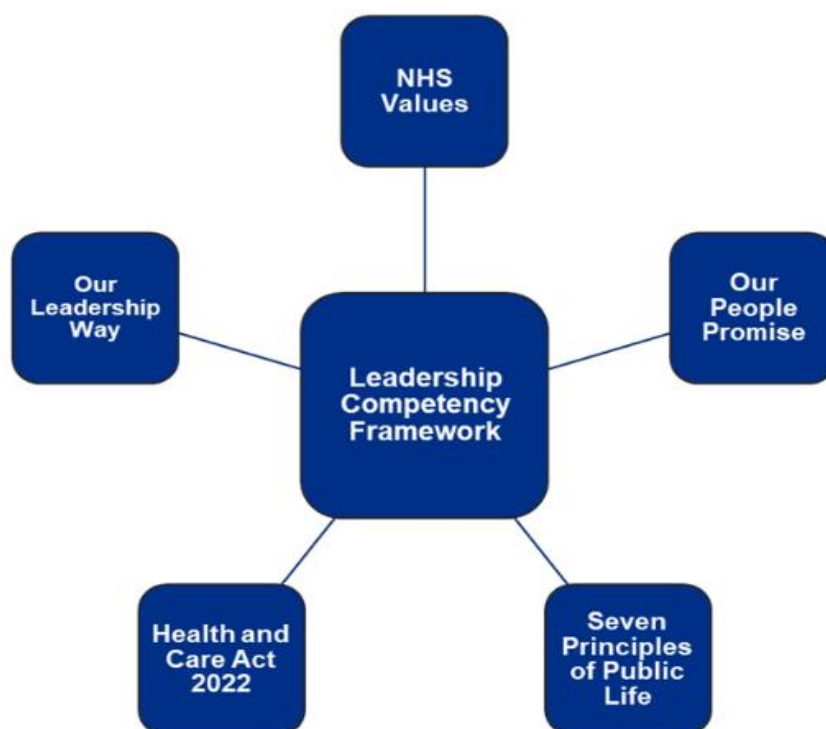 NHS
Values
Our
Leadership
Way
Our
People
Promise
Leadership
Competency
Framework
Health and
Care Act
2022
Seven
Principles
of Public
Life